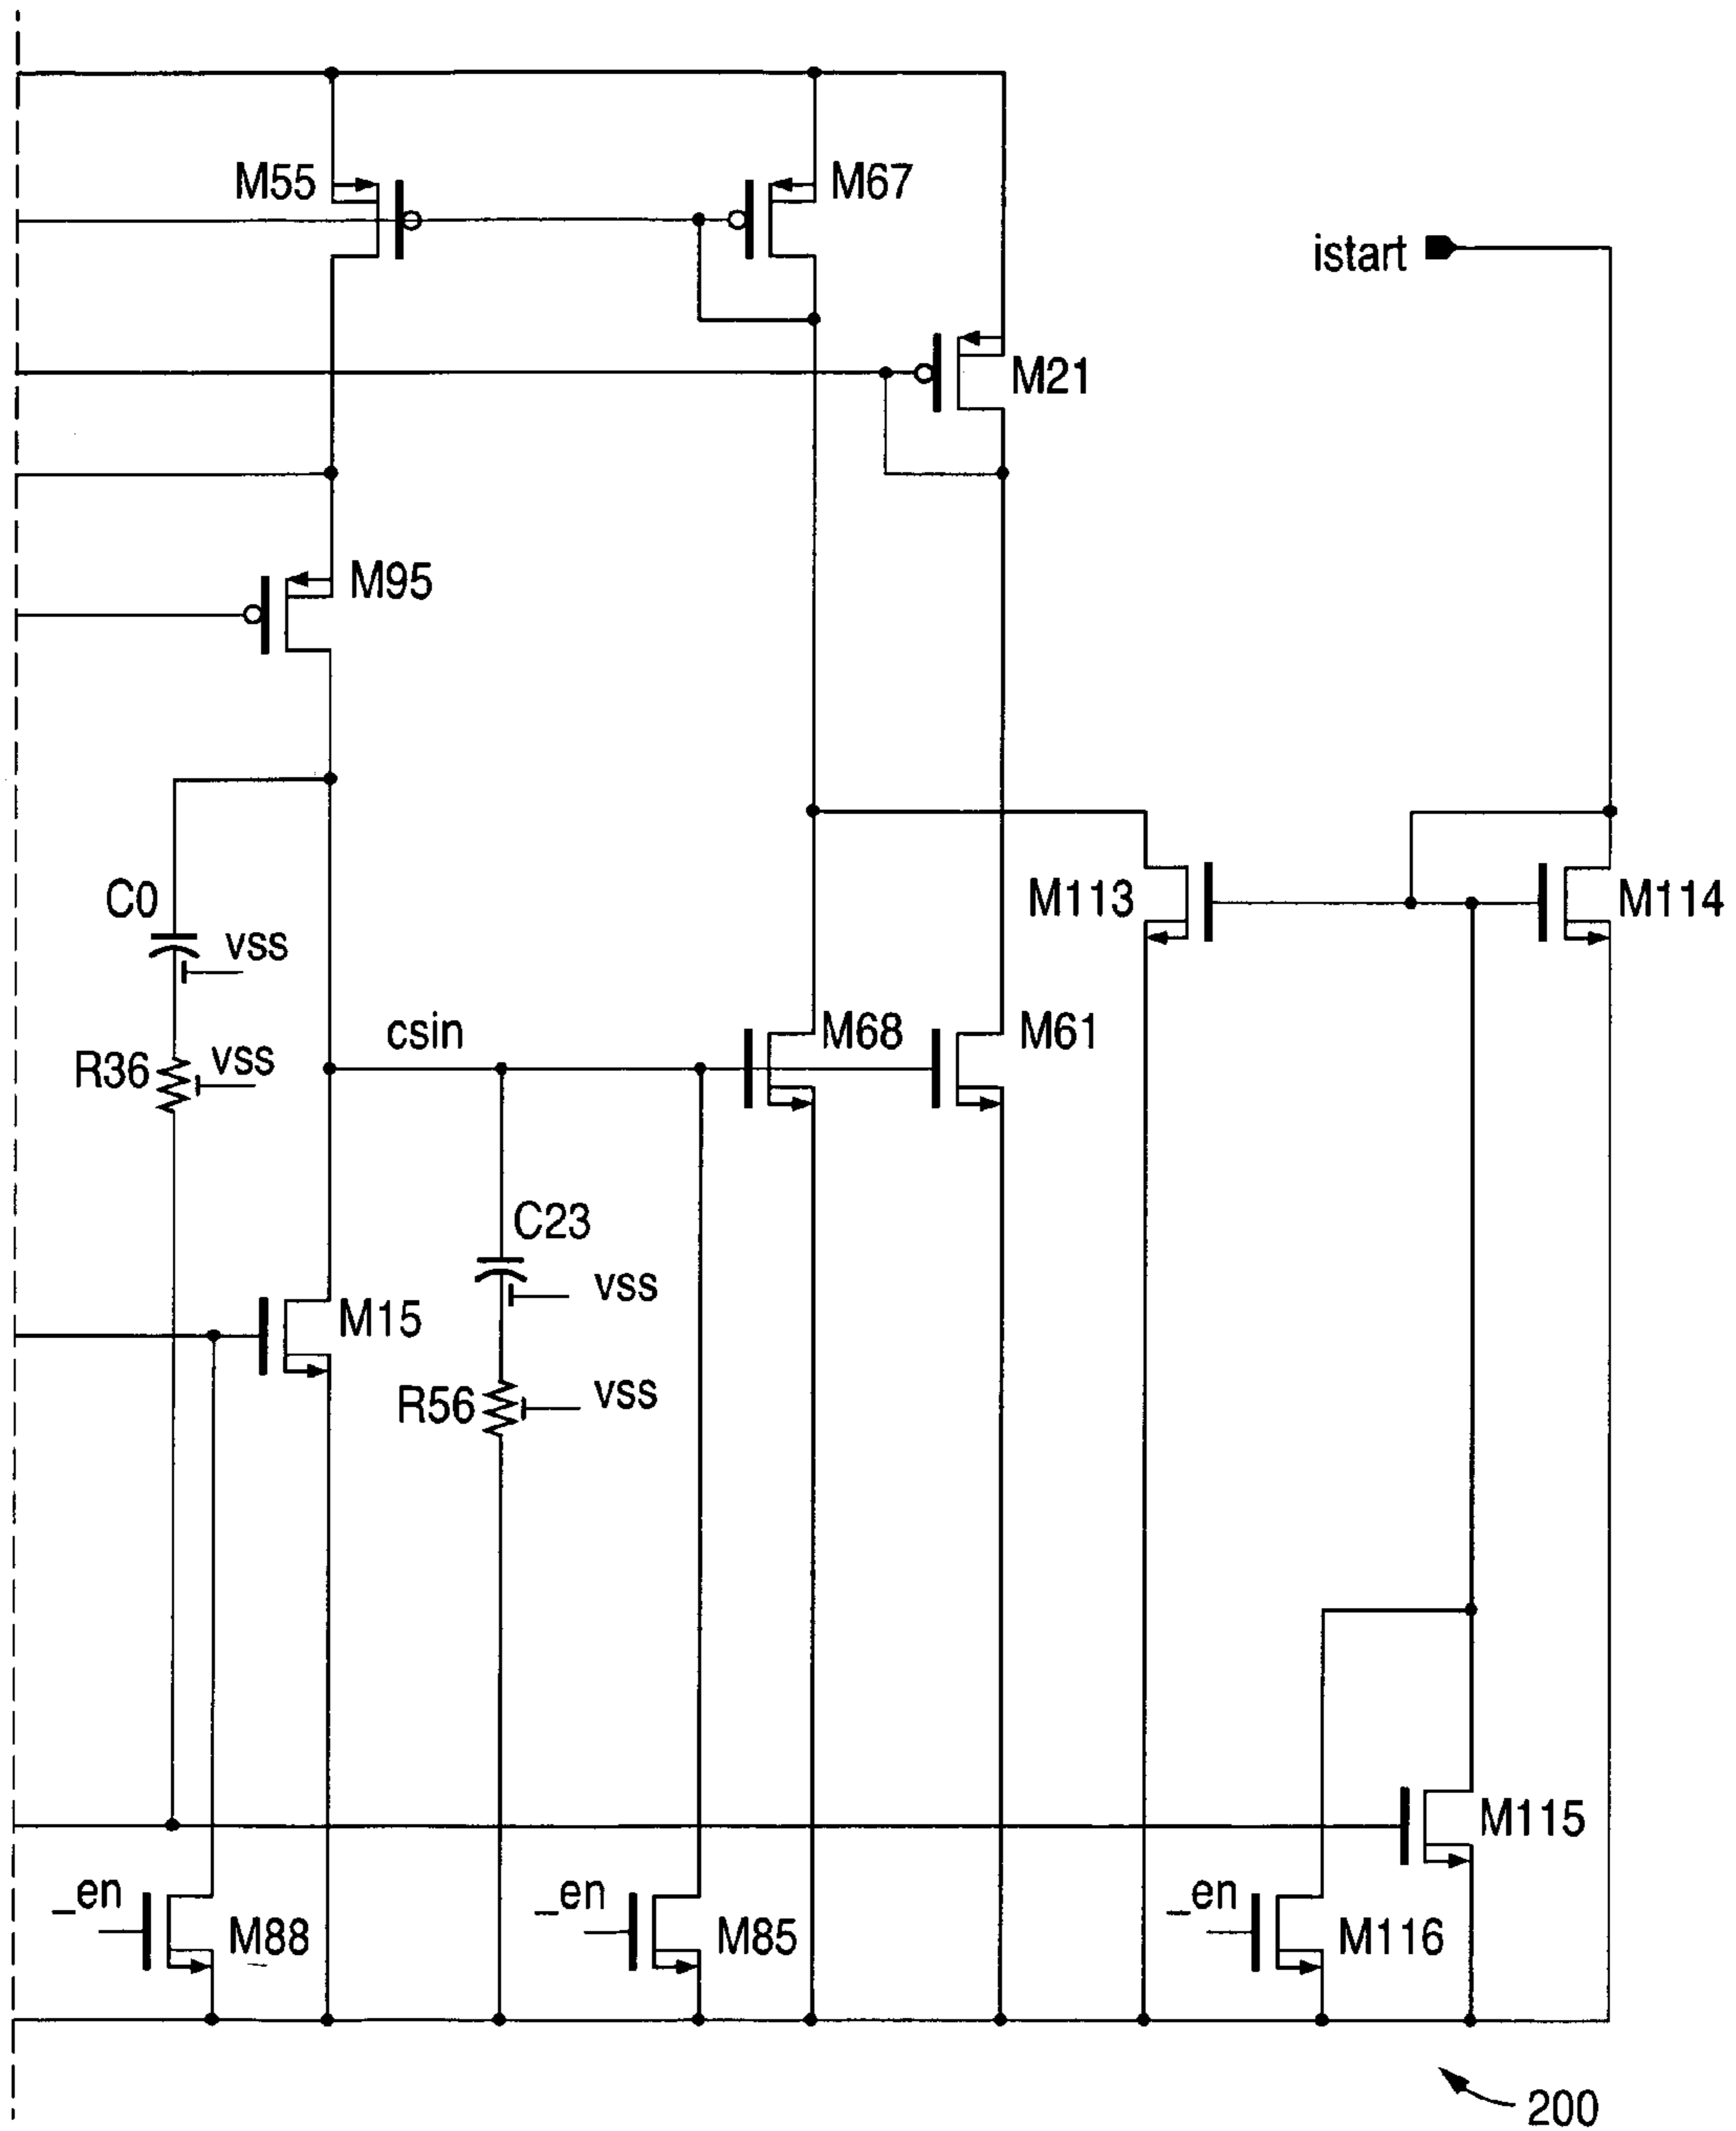 M55
M67
istart
M21
M95
C0
vss
M113
M114
R36
vss
csin
M68
M61
C23
vss
M15
R56
vss
M115
_en
M88
_en
M85
_en
M116
200